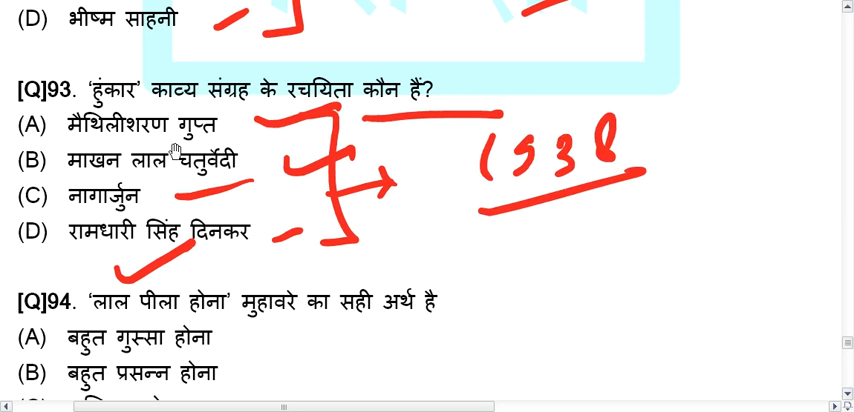 (D) भीष्म साहनी
[Q]93. 'हुंकार' काव्य संग्रह के रचयिता कौन हैं?
(A) मैथिलीशरण गुप्त
(B) माखन लाल चतुर्वेदी
(C) नागार्जुन
(D) रामधारी सिंह दिनकर
1938
[Q]94. 'लाल पीला होना' मुहावरे का सही अर्थ है
(A) बहुत गुस्सा होना
(B) बहुत प्रसन्न होना